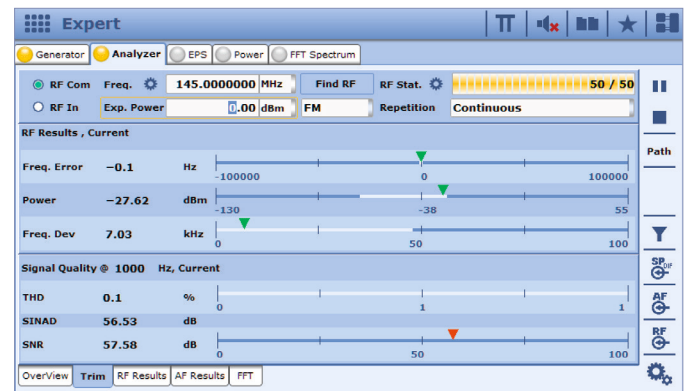 Expert
Generator Analyzer EPS Power FFT Spectrum
RF Com Freq. 145.0000000 MHz Find RF RF Stat. 50 / 50
RF In Exp. Power 0.00 dBm FM Repetition Continuous
RF Results , Current
Path
Freq. Error −0.1 Hz
-100000 0 100000
Power −27.62 dBm
-130 -38 55
Freq. Dev 7.03 kHz
0 50 100
Signal Quality @ 1000 Hz, Current
SP DIF
THD 0.1 %
0 1 1
AF
SINAD 56.53 dB
SNR 57.58 dB
0 50 100
RF
OverView Trim RF Results AF Results FFT